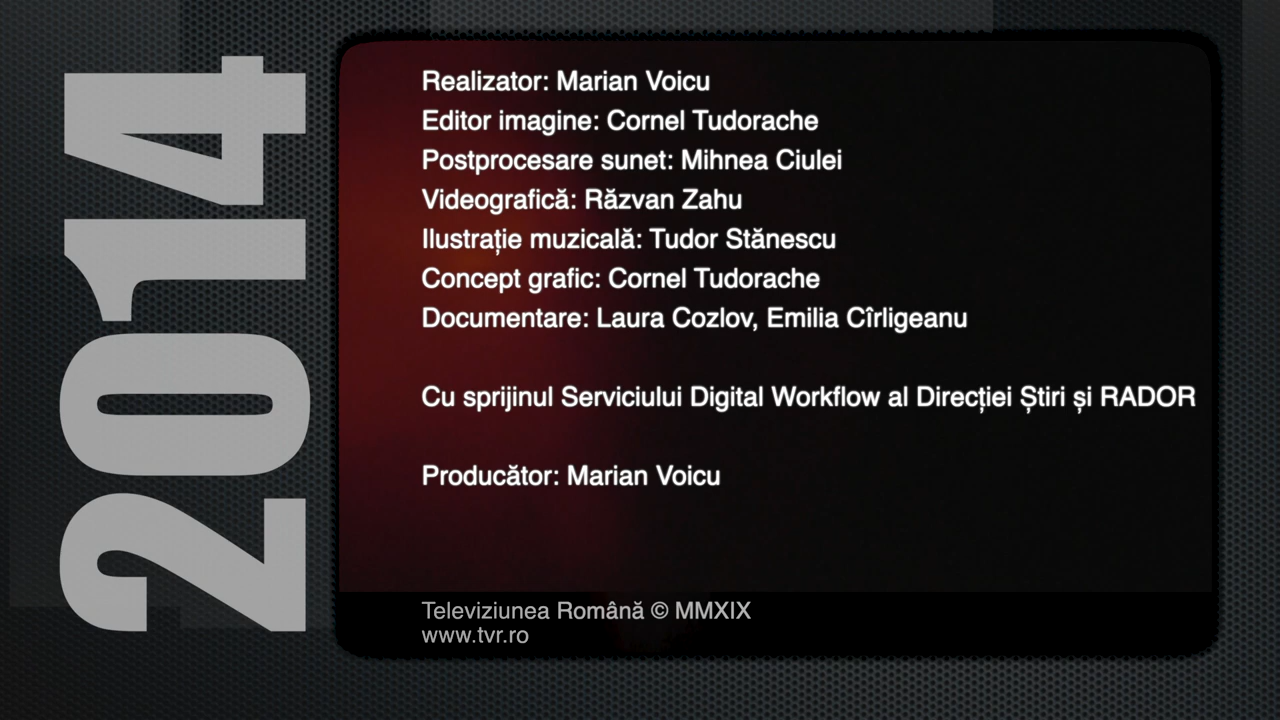 2014
Realizator: Marian Voicu
Editor imagine: Cornel Tudorache
Postprocesare sunet: Mihnea Ciulei
Videografică: Răzvan Zahu
Ilustrație muzicală: Tudor Stănescu
Concept grafic: Cornel Tudorache
Documentare: Laura Cozlov, Emilia Cîrligeanu
Cu sprijinul Serviciului Digital Workflow al Direcției Știri și RADOR
Producător: Marian Voicu
Televiziunea Română © MMXIX
www.tvr.ro